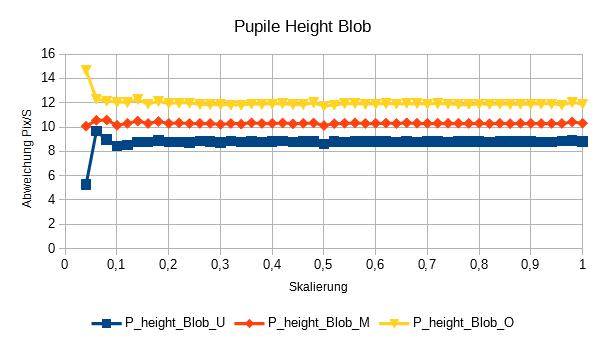 Pupile Height Blob
16
14
12
10
8
6
4
2
0
Abweichung Pix/S
0 0,1 0,2 0,3 0,4 0,5 0,6 0,7 0,8 0,9 1
Skalierung
P_height_Blob_U P_height_Blob_M P_height_Blob_O